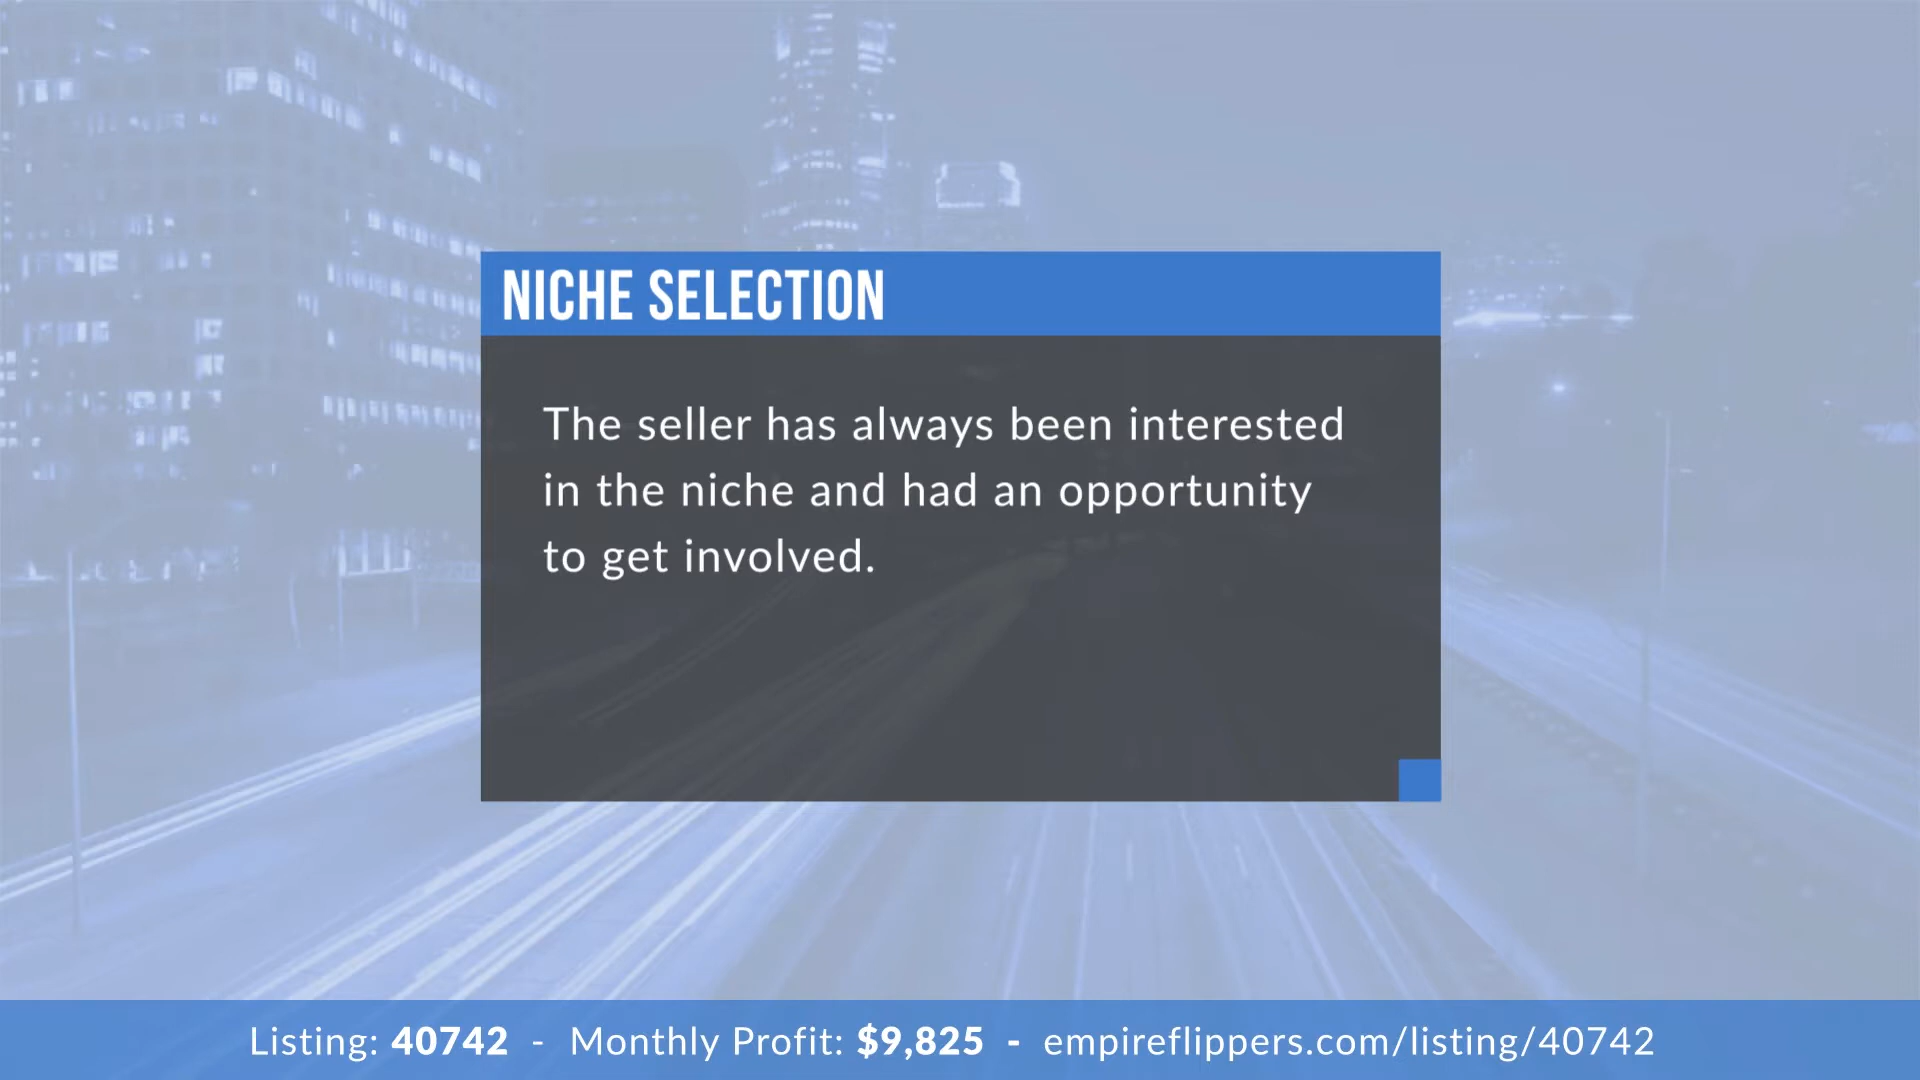 NICHE SELECTION
The seller has always been interested
in the niche and had an opportunity
to get involved.
Listing: 40742 - Monthly Profit: $9,825 - empireflippers.com/listing/40742